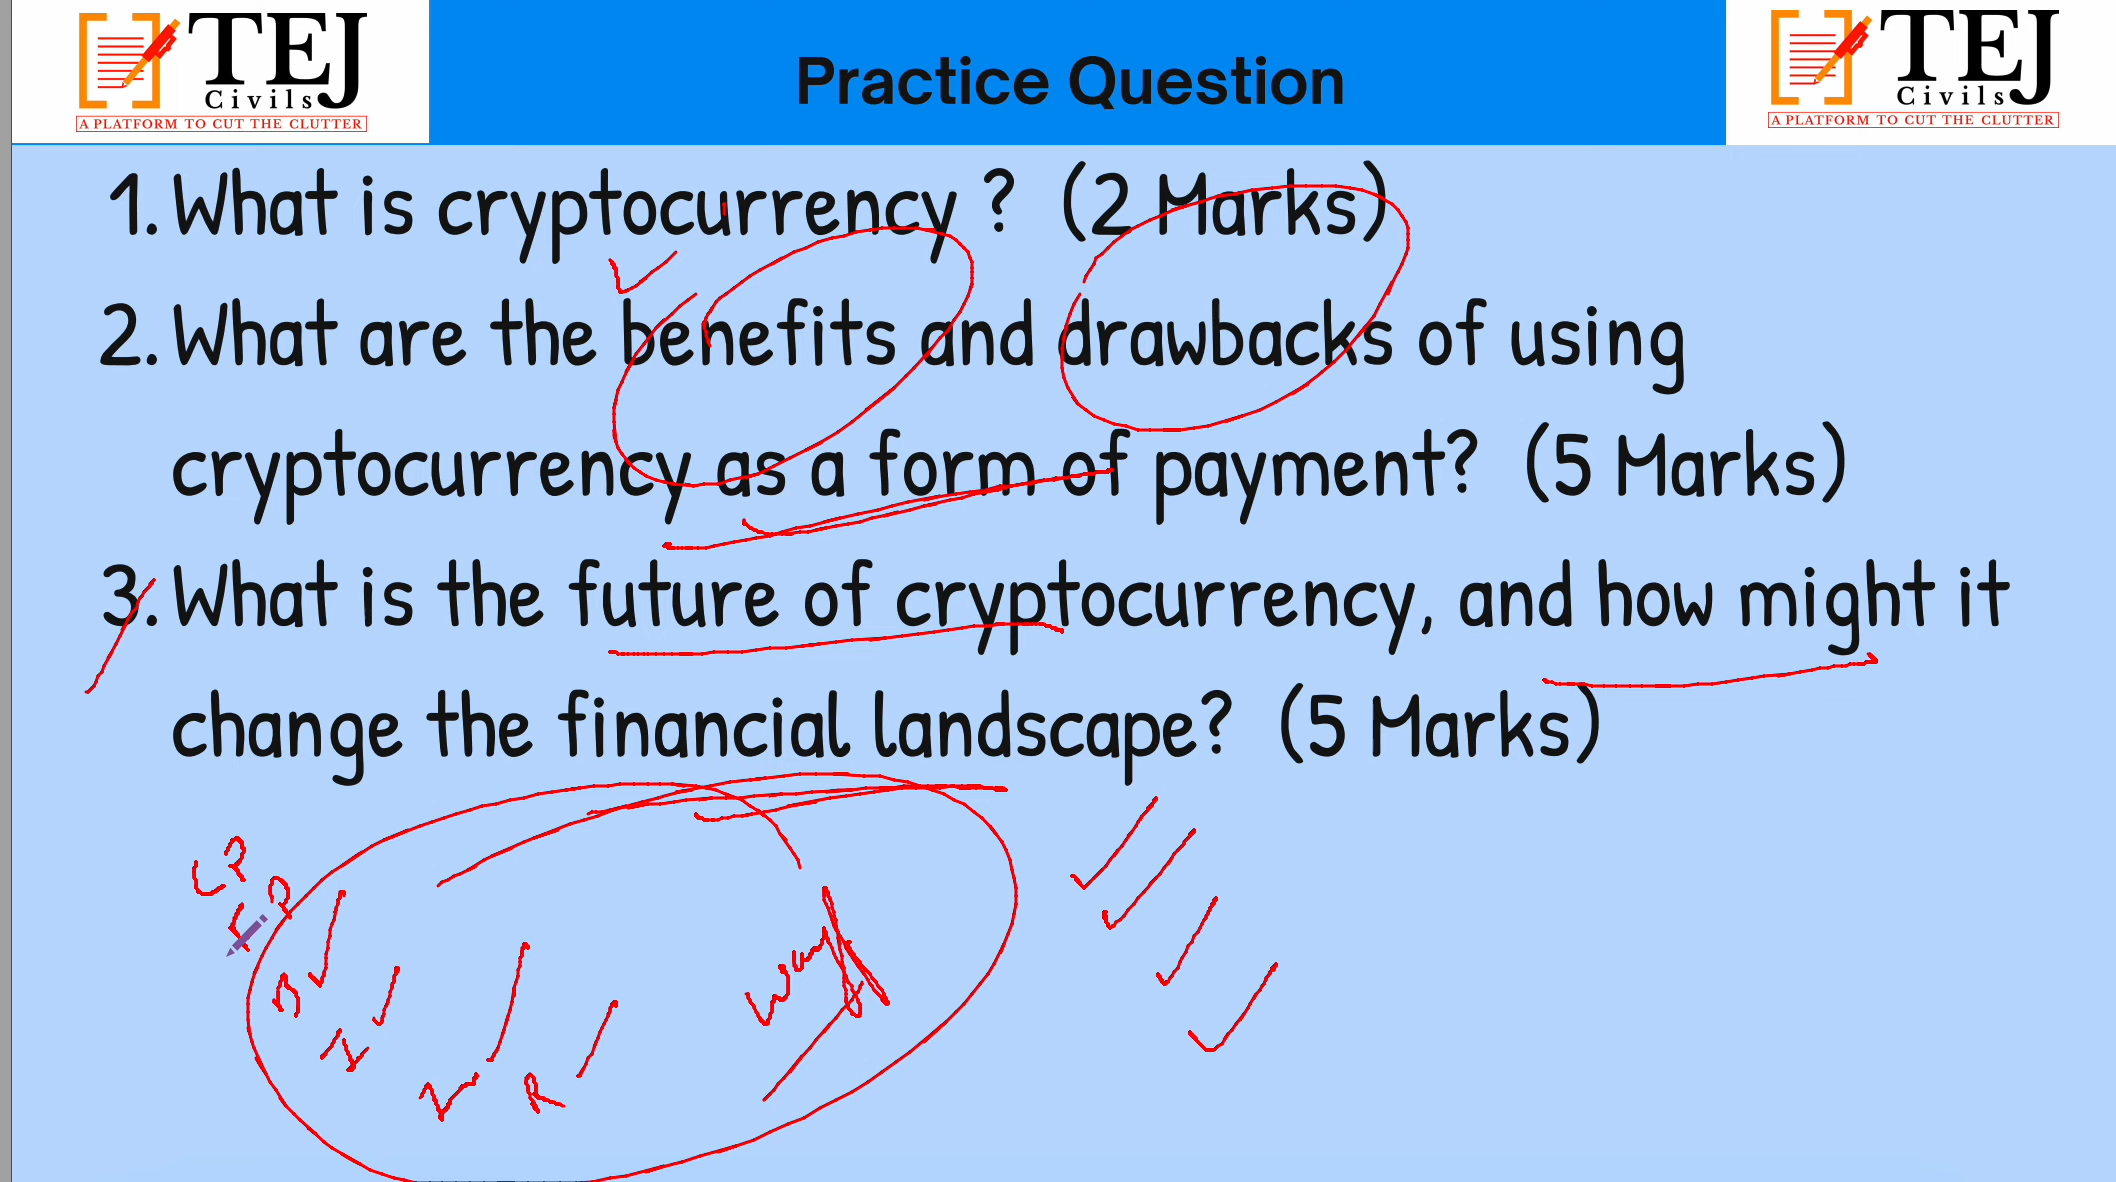 TEJ
Civils
A PLATFORM TO CUT THE CLUTTER
Practice Question
TEJ
Civils
A PLATFORM TO CUT THE CLUTTER
1. What is cryptocurrency ? (2 Marks)
2. What are the benefits and drawbacks of using
cryptocurrency as a form of payment? (5 Marks)
3. What is the future of cryptocurrency, and how might it
change the financial landscape? (5 Marks)